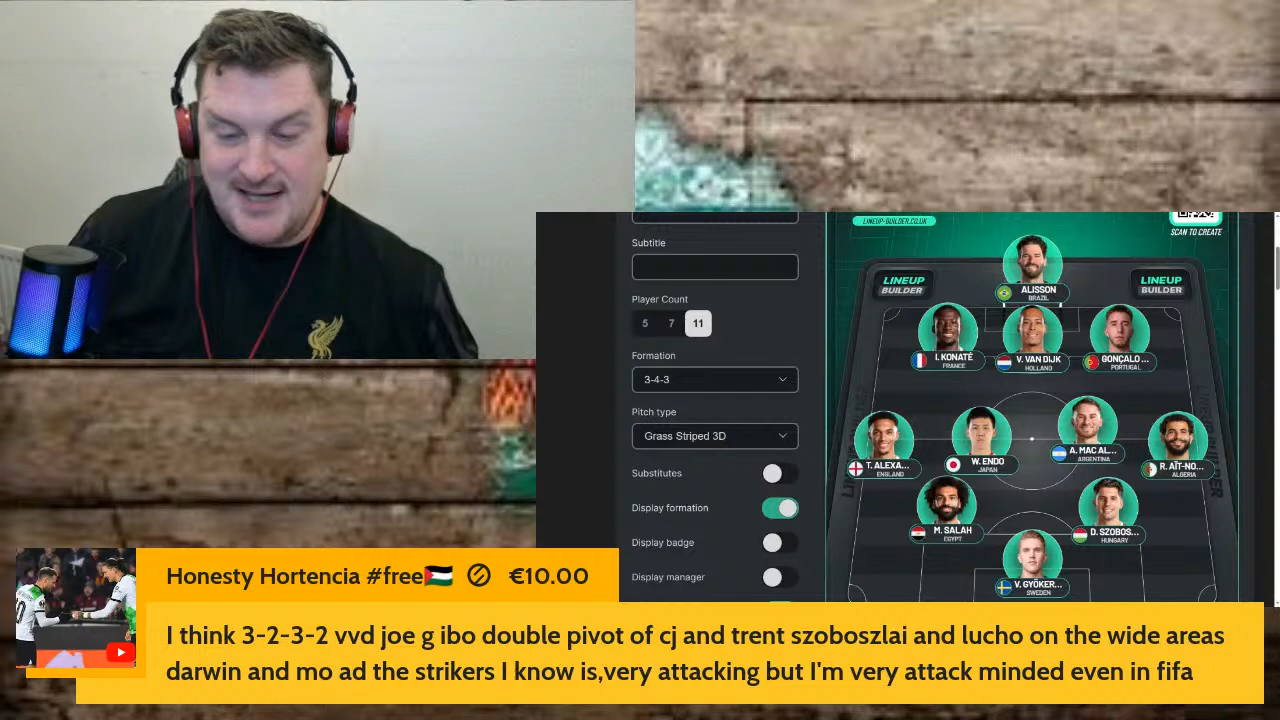 LINEUP-BUILDER.CO.UK
SCAN TO CREATE
Subtitle
Player Count
5 7 11
Formation
3-4-3
Pitch type
Grass Striped 3D
Substitutes
Display formation
Display badge
Display manager
LINEUP BUILDER
LINEUP BUILDER
ALISSON
BRAZIL
I. KONATÉ
FRANCE
V. VAN DIJK
HOLLAND
GONÇALO ...
PORTUGAL
T. ALEXA...
ENGLAND
W. ENDO
JAPAN
A. MAC AL...
ARGENTINA
R. AÏT-NO...
ALGERIA
M. SALAH
EGYPT
D. SZOBOS...
HUNGARY
V. GYÖKER...
SWEDEN
Honesty Hortencia #free🇵🇸 €10.00
I think 3-2-3-2 vvd joe g ibo double pivot of cj and trent szoboszlai and lucho on the wide areas
darwin and mo ad the strikers I know is,very attacking but I'm very attack minded even in fifa